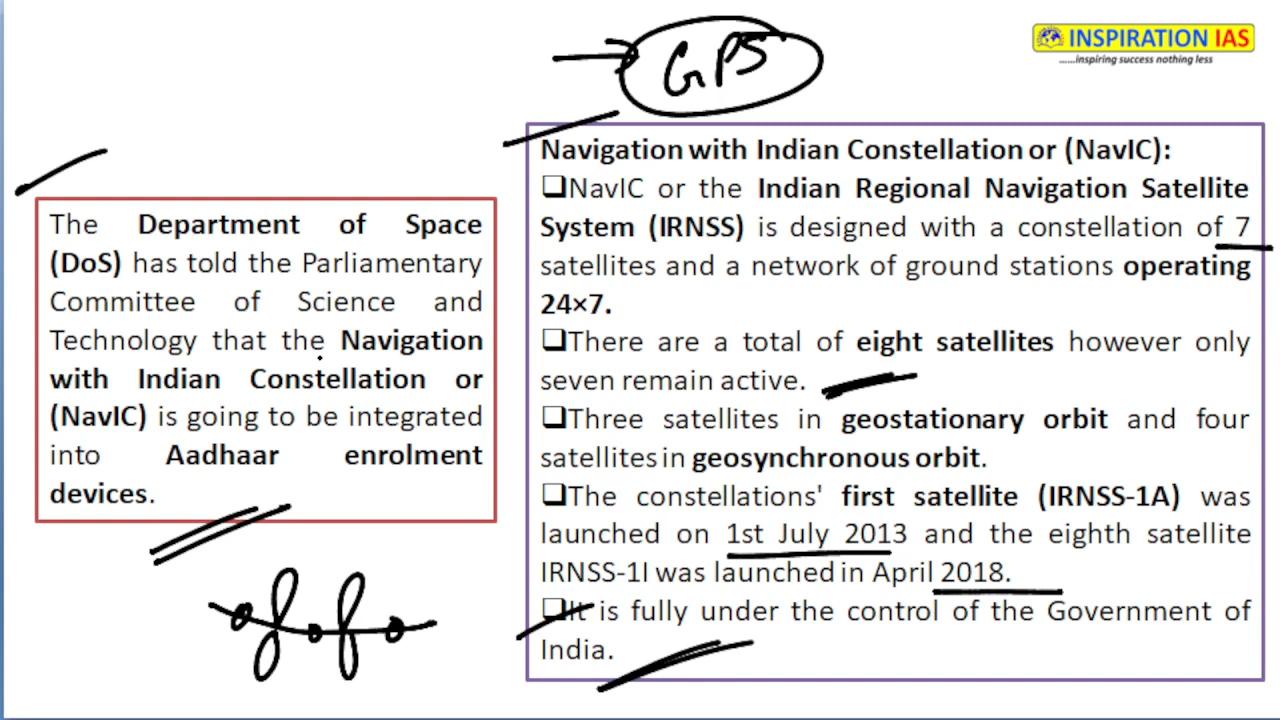 GPS
INSPIRATION IAS
......inspiring success nothing less
The Department of Space
(DoS) has told the Parliamentary
Committee of Science and
Technology that the Navigation
with Indian Constellation or
(NavIC) is going to be integrated
into Aadhaar enrolment
devices.
Navigation with Indian Constellation or (NavIC):
❑NavIC or the Indian Regional Navigation Satellite
System (IRNSS) is designed with a constellation of 7
satellites and a network of ground stations operating
24×7.
❑There are a total of eight satellites however only
seven remain active.
❑Three satellites in geostationary orbit and four
satellites in geosynchronous orbit.
❑The constellations' first satellite (IRNSS-1A) was
launched on 1st July 2013 and the eighth satellite
IRNSS-1I was launched in April 2018.
❑It is fully under the control of the Government of
India.